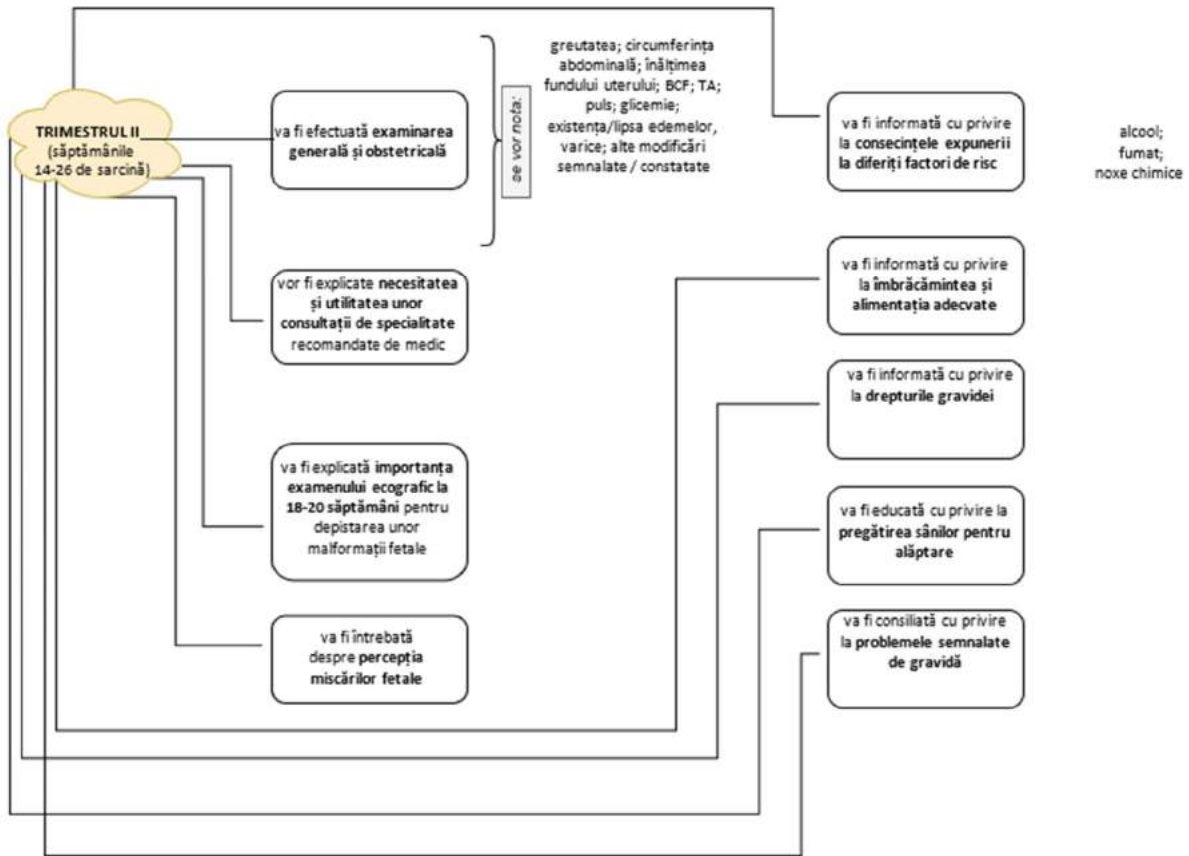 TRIMESTRUL II
(săptămânile
14-26 de sarcină)
va fi efectuată examinarea
generală și obstetricală
se vor nota:
greutatea; circumferința
abdominală; înălțimea
fundului uterului; BCF; TA;
puls; glicemie;
existența/lipsa edemelor,
varice; alte modificări
semnalate / constatate
vor fi explicate necesitatea
și utilitatea unor
consultații de specialitate
recomandate de medic
va fi explicată importanța
examenului ecografic la
18-20 săptămâni pentru
depistarea unor
malformații fetale
va fi întrebată
despre percepția
miscărilor fetale
va fi informată cu privire
la consecințele expunerii
la diferiți factori de risc
alcool;
fumat;
noxe chimice
va fi informată cu privire
la îmbrăcămintea și
alimentația adecvate
va fi informată cu privire
la drepturile gravidei
va fi educată cu privire la
pregătirea sânilor pentru
alăptare
va fi consiliată cu privire
la problemele semnalate
de gravidă